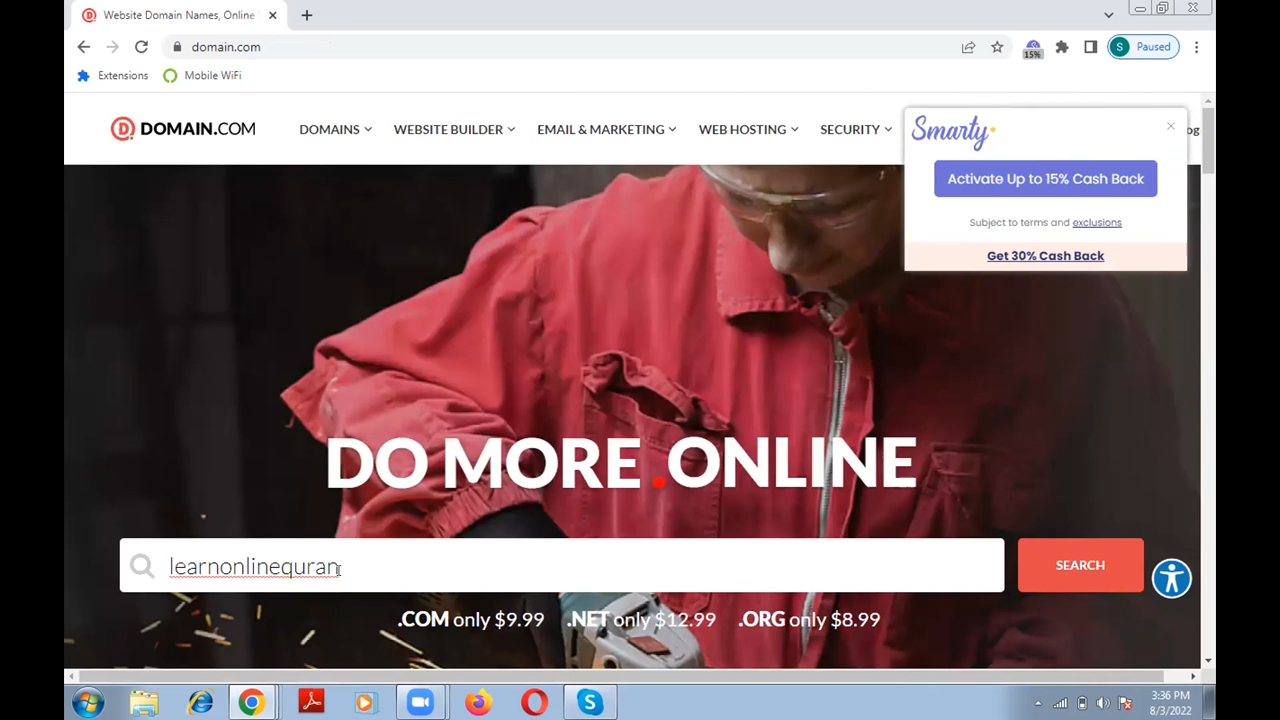 Website Domain Names, Online
domain.com
15%
S
Paused
Extensions
Mobile WiFi
DOMAIN.COM
DOMAINS
WEBSITE BUILDER
EMAIL & MARKETING
WEB HOSTING
SECURITY
og
Smarty
Activate Up to 15% Cash Back
Subject to terms and exclusions
Get 30% Cash Back
DO MORE .ONLINE
learnonlinequran
SEARCH
.COM only $9.99 .NET only $12.99 .ORG only $8.99
3:36 PM
8/3/2022